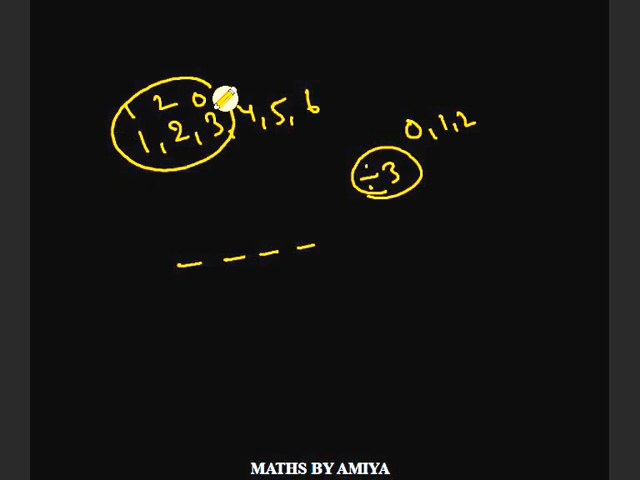 1 2 0
1, 2, 3, 4, 5, 6
0, 1, 2
÷3
MATHS BY AMIYA